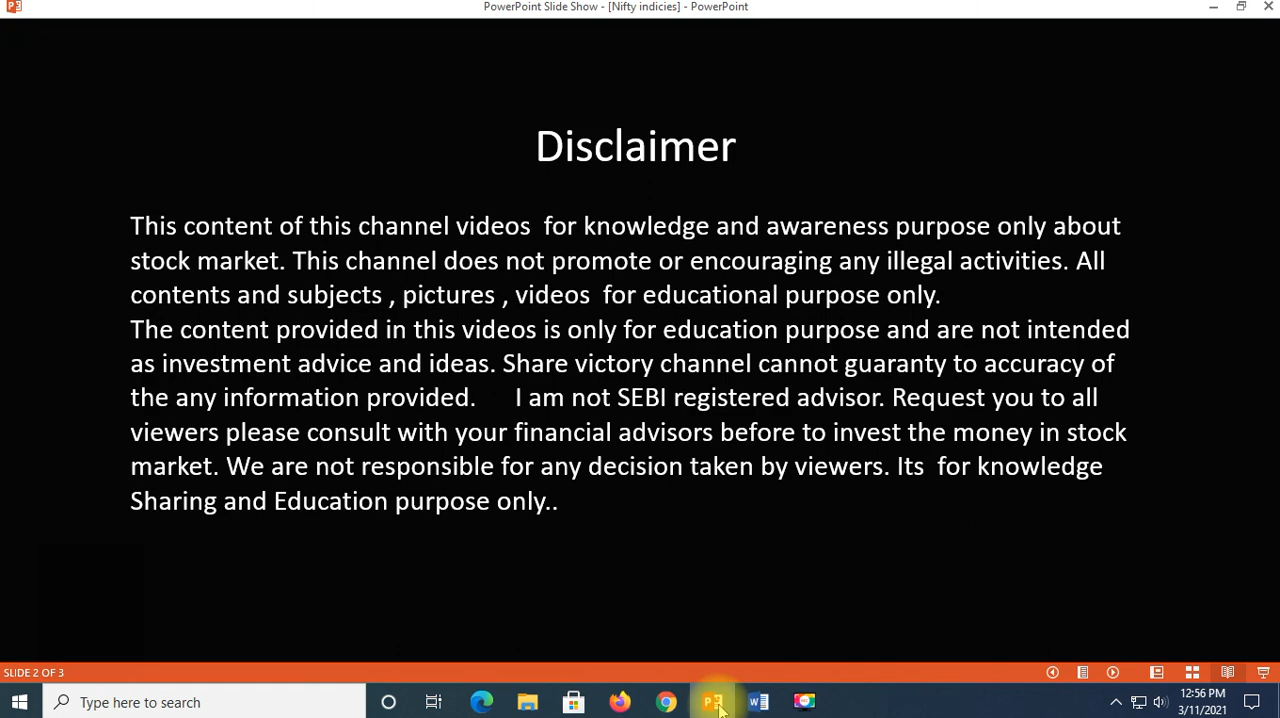 PowerPoint Slide Show - [Nifty indicies] - PowerPoint
Disclaimer
This content of this channel videos  for knowledge and awareness purpose only about
stock market. This channel does not promote or encouraging any illegal activities. All
contents and subjects , pictures , videos  for educational purpose only.
The content provided in this videos is only for education purpose and are not intended
as investment advice and ideas. Share victory channel cannot guaranty to accuracy of
the any information provided.     I am not SEBI registered advisor. Request you to all
viewers please consult with your financial advisors before to invest the money in stock
market. We are not responsible for any decision taken by viewers. Its  for knowledge
Sharing and Education purpose only..
SLIDE 2 OF 3
Type here to search
12:56 PM
3/11/2021